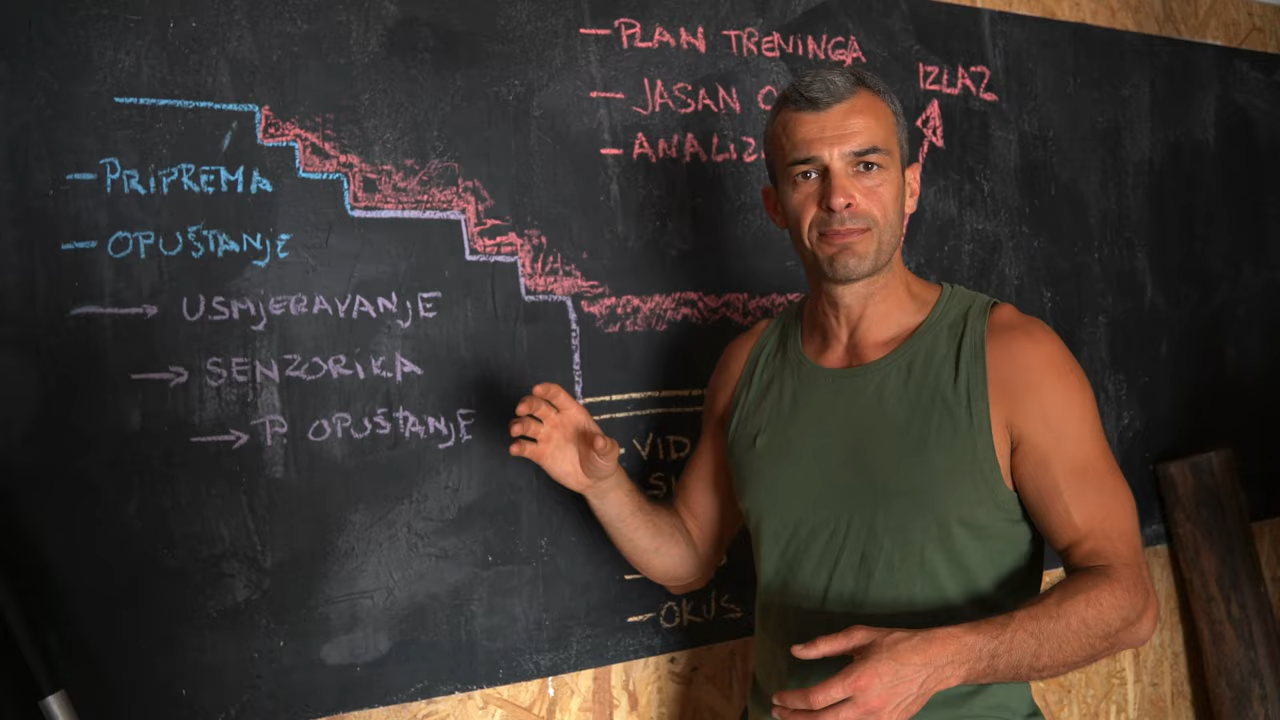 - PLAN TRENINGA
- JASAN
- ANALIZ
IZLAZ
- PRIPREMA
- OPUŠTANJE
→ USMJERAVANJE
→ SENZORIKA
→ P OPUŠTANJE
- VID
- OKUS